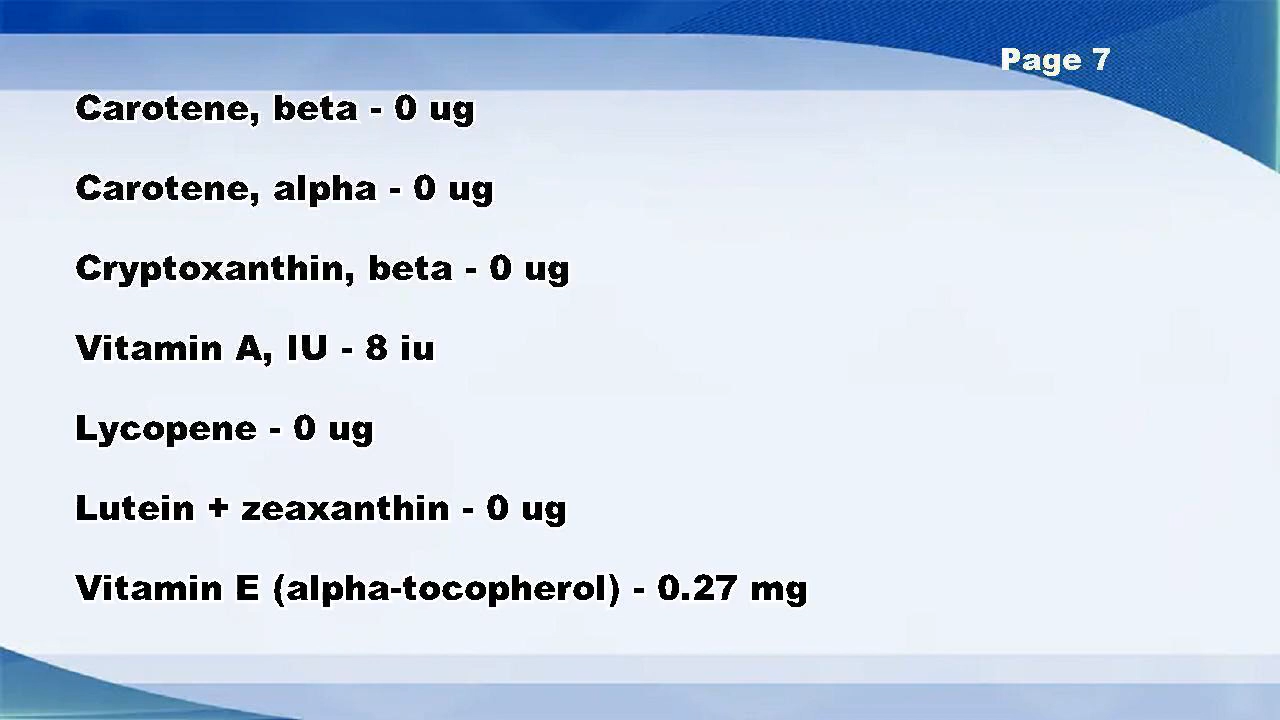 Page 7
Carotene, beta - 0 ug
Carotene, alpha - 0 ug
Cryptoxanthin, beta - 0 ug
Vitamin A, IU - 8 iu
Lycopene - 0 ug
Lutein + zeaxanthin - 0 ug
Vitamin E (alpha-tocopherol) - 0.27 mg